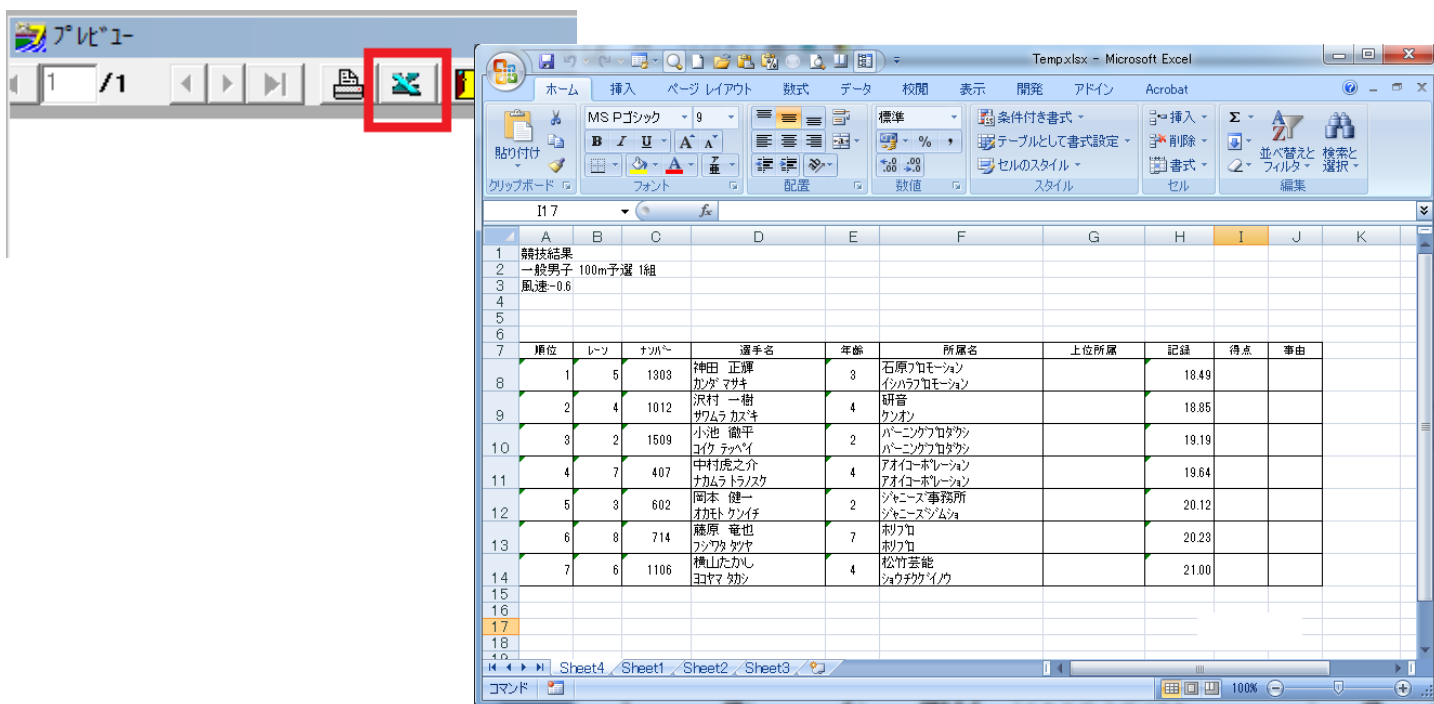 ﾌﾟﾚﾋﾞｭｰ
1 /1
Temp.xlsx - Microsoft Excel
ホーム 挿入 ページ レイアウト 数式 データ 校閲 表示 開発 アドイン Acrobat
貼り付け
MS Pゴシック 9
標準
条件付き書式
テーブルとして書式設定
セルのスタイル
挿入
削除
書式
並べ替えと フィルタ
検索と 選択
クリップボード フォント 配置 数値 スタイル セル 編集
I17 fx
A B C D E F G H I J K
1 競技結果
2 一般男子 100m予選 1組
3 風速:-0.6
4
5
6
7 順位 ﾚｰﾝ ﾅﾝﾊﾞｰ 選手名 年齢 所属名 上位所属 記録 得点 事由
神田 正輝 石原ﾌﾟﾛﾓｰｼｮﾝ
8 1 5 1303 ｶﾝﾀﾞ ﾏｻｷ 3 ｲｼﾊﾗﾌﾟﾛﾓｰｼｮﾝ 18.49
沢村 一樹 研音
9 2 4 1012 ｻﾜﾑﾗ ｶｽﾞｷ 4 ｹﾝｵﾝ 18.85
小池 徹平 ﾊﾞｰﾆﾝｸﾞﾌﾟﾛﾀﾞｸｼ
10 3 2 1509 ｺｲｹ ﾃｯﾍﾟｲ 2 ﾊﾞｰﾆﾝｸﾞﾌﾟﾛﾀﾞｸｼ 19.19
中村虎之介 ｱｵｲｺｰﾎﾟﾚｰｼｮﾝ
11 4 7 407 ﾅｶﾑﾗ ﾄﾗﾉｽｹ 4 ｱｵｲｺｰﾎﾟﾚｰｼｮﾝ 19.64
岡本 健一 ｼﾞｬﾆｰｽﾞ事務所
12 5 3 602 ｵｶﾓﾄ ｹﾝｲﾁ 2 ｼﾞｬﾆｰｽﾞｼﾞﾑｼｮ 20.12
藤原 竜也 ﾎﾘﾌﾟﾛ
13 6 8 714 ﾌｼﾞﾜﾀ ﾀﾂﾔ 7 ﾎﾘﾌﾟﾛ 20.23
横山たかし 松竹芸能
14 7 6 1106 ﾖｺﾔﾏ ﾀｶｼ 4 ｼｮｳﾁｸｹﾞｲﾉｳ 21.00
15
16
17
18
19
Sheet4 Sheet1 Sheet2 Sheet3
コマンド 100%